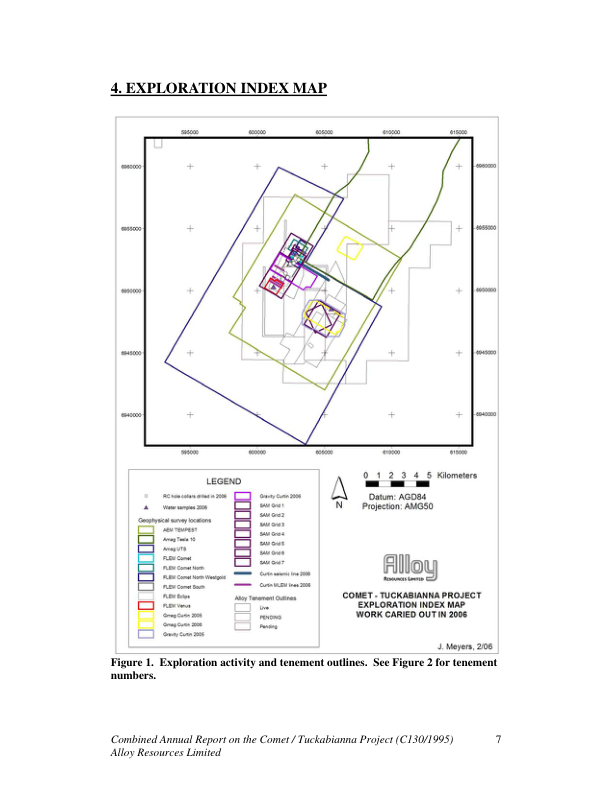 4. EXPLORATION INDEX MAP
595000 600000 605000 610000 615000
6960000 6960000
6955000 6955000
6950000 6950000
6945000 6945000
6940000 6940000
595000 600000 605000 610000 615000
LEGEND
RC hole collars drilled in 2006
Water samples 2006
Geophysical survey locations
AEM TEMPEST
Amag Tesla 10
Amag UTS
FLEM Comet
FLEM Comet North
FLEM Comet North Westgold
FLEM Comet South
FLEM Eclips
FLEM Venus
Gmag Curtin 2005
Gmag Curtin 2006
Gravity Curtin 2005
Gravity Curtin 2006
SAM Grid 1
SAM Grid 2
SAM Grid 3
SAM Grid 4
SAM Grid 5
SAM Grid 6
SAM Grid 7
Curtin seismic line 2006
Curtin MLEM lines 2006
Alloy Tenement Outlines
Live
PENDING
Pending
N
0 1 2 3 4 5 Kilometers
Datum: AGD84
Projection: AMG50
Alloy
RESOURCES LIMITED
COMET - TUCKABIANNA PROJECT
EXPLORATION INDEX MAP
WORK CARIED OUT IN 2006
J. Meyers, 2/06
Figure 1. Exploration activity and tenement outlines. See Figure 2 for tenement
numbers.
Combined Annual Report on the Comet / Tuckabianna Project (C130/1995) 7
Alloy Resources Limited